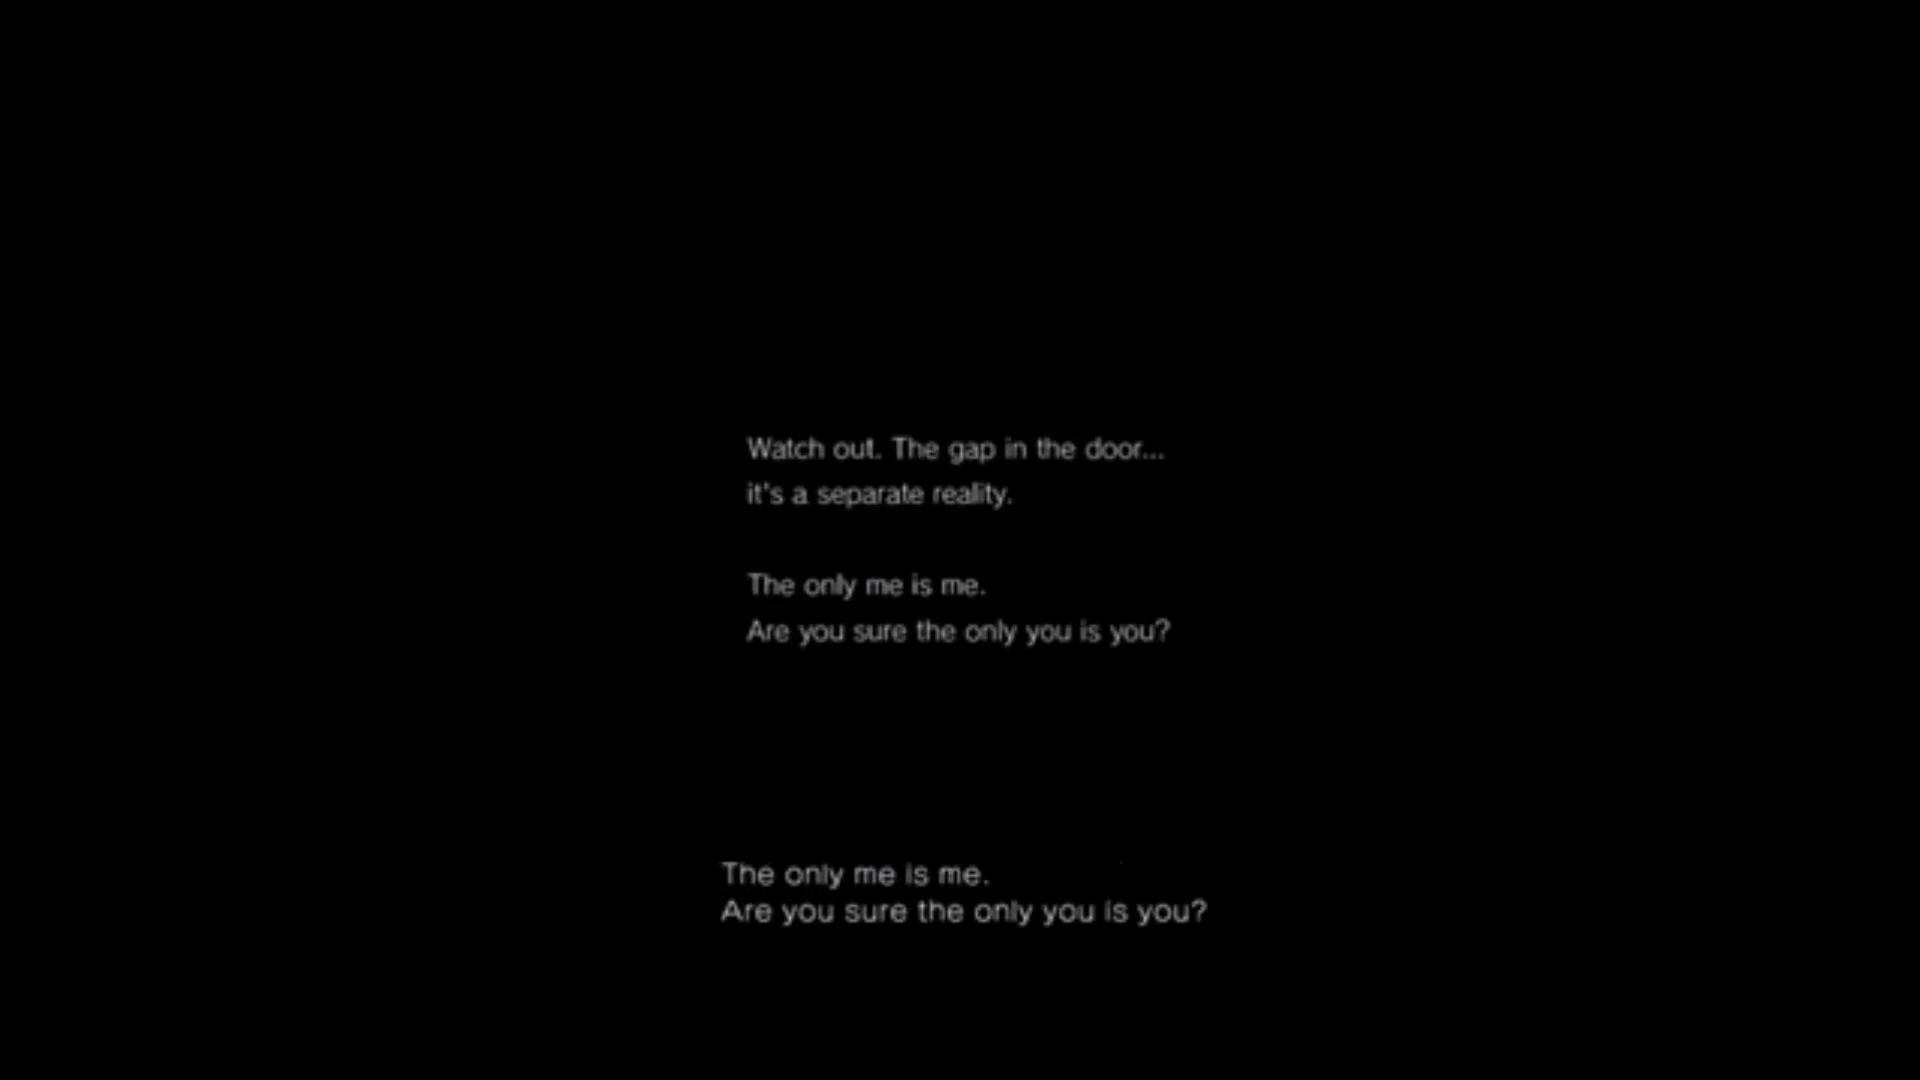 Watch out. The gap in the door...
it's a separate reality.
The only me is me.
Are you sure the only you is you?
The only me is me.
Are you sure the only you is you?